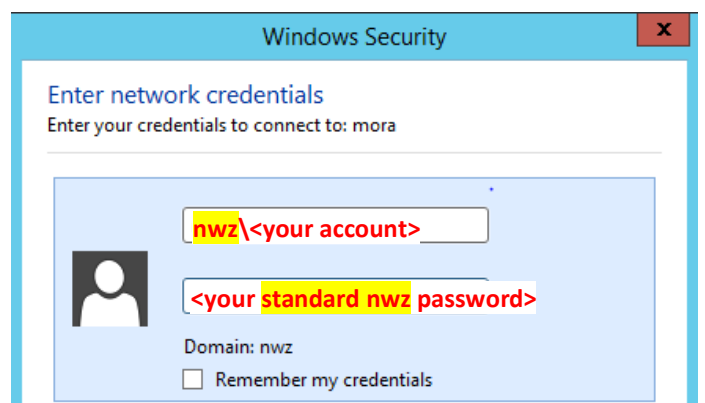 Windows Security
x
Enter network credentials
Enter your credentials to connect to: mora
nwz\<your account>
<your standard nwz password>
Domain: nwz
Remember my credentials